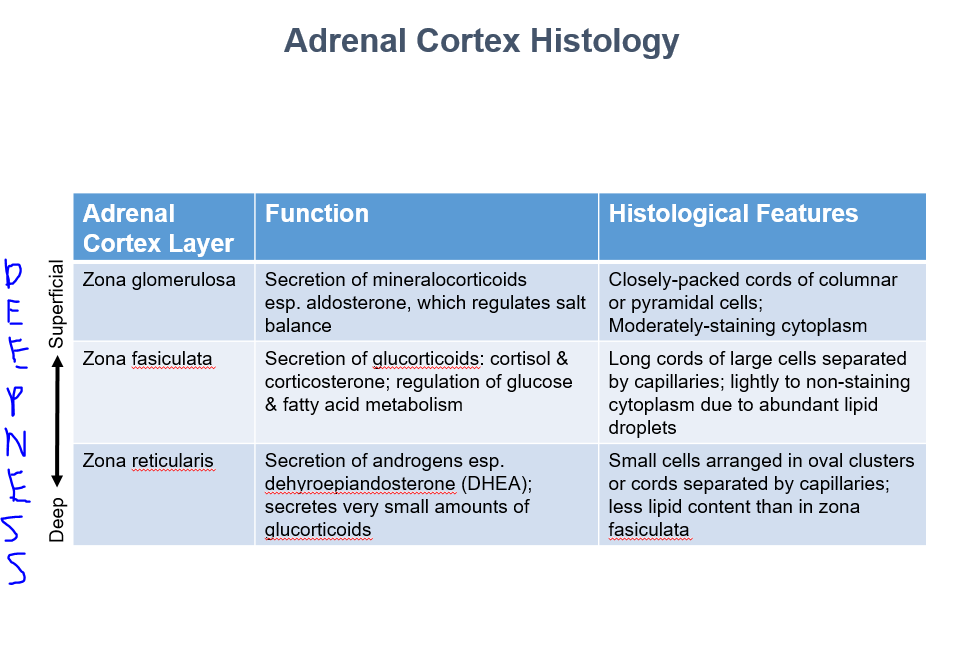 Adrenal Cortex Histology
Adrenal
Cortex Layer
Function
Histological Features
Zona glomerulosa
Secretion of mineralocorticoids
esp. aldosterone, which regulates salt
balance
Closely-packed cords of columnar
or pyramidal cells;
Moderately-staining cytoplasm
Zona fasiculata
Secretion of glucorticoids: cortisol &
corticosterone; regulation of glucose
& fatty acid metabolism
Long cords of large cells separated
by capillaries; lightly to non-staining
cytoplasm due to abundant lipid
droplets
Zona reticularis
Secretion of androgens esp.
dehyroepiandosterone (DHEA);
secretes very small amounts of
glucorticoids
Small cells arranged in oval clusters
or cords separated by capillaries;
less lipid content than in zona
fasiculata
Superficial
Deep
D
E
F
P
N
E
S
S